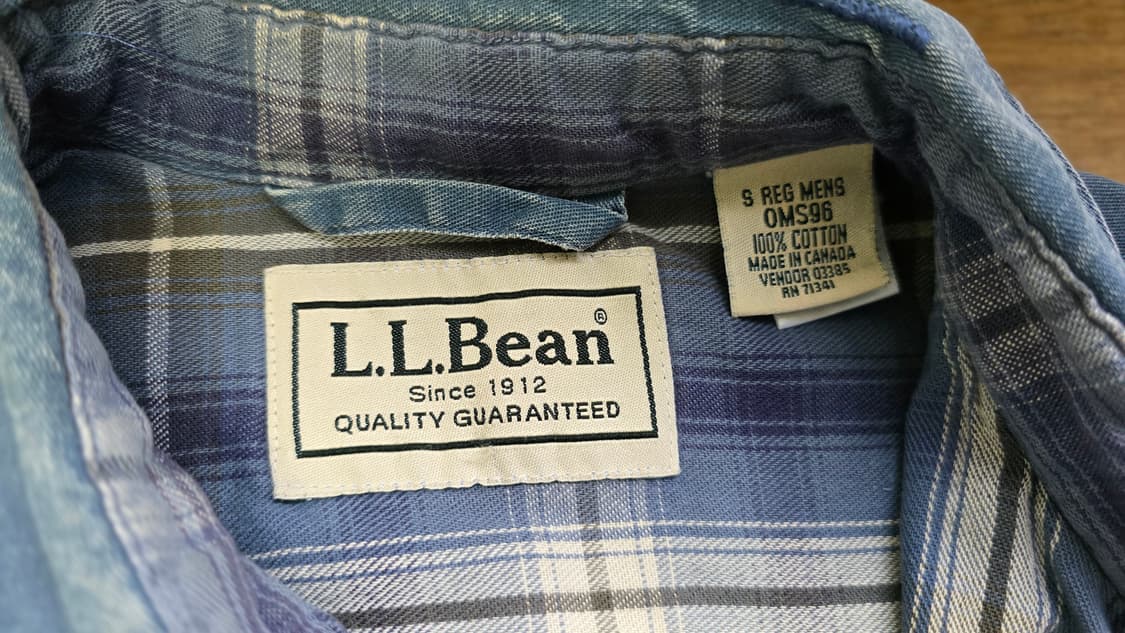 L.L.Bean®
Since 1912
QUALITY GUARANTEED
S REG MENS
OMS96
100% COTTON
MADE IN CANADA
VENDOR 03385
RN 71341